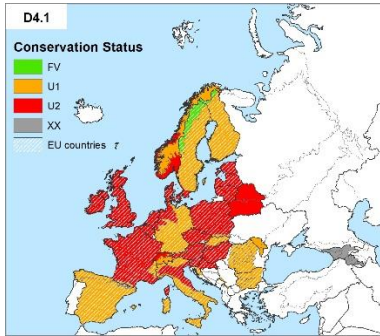 D4.1
Conservation Status
FV
U1
U2
XX
EU countries τ